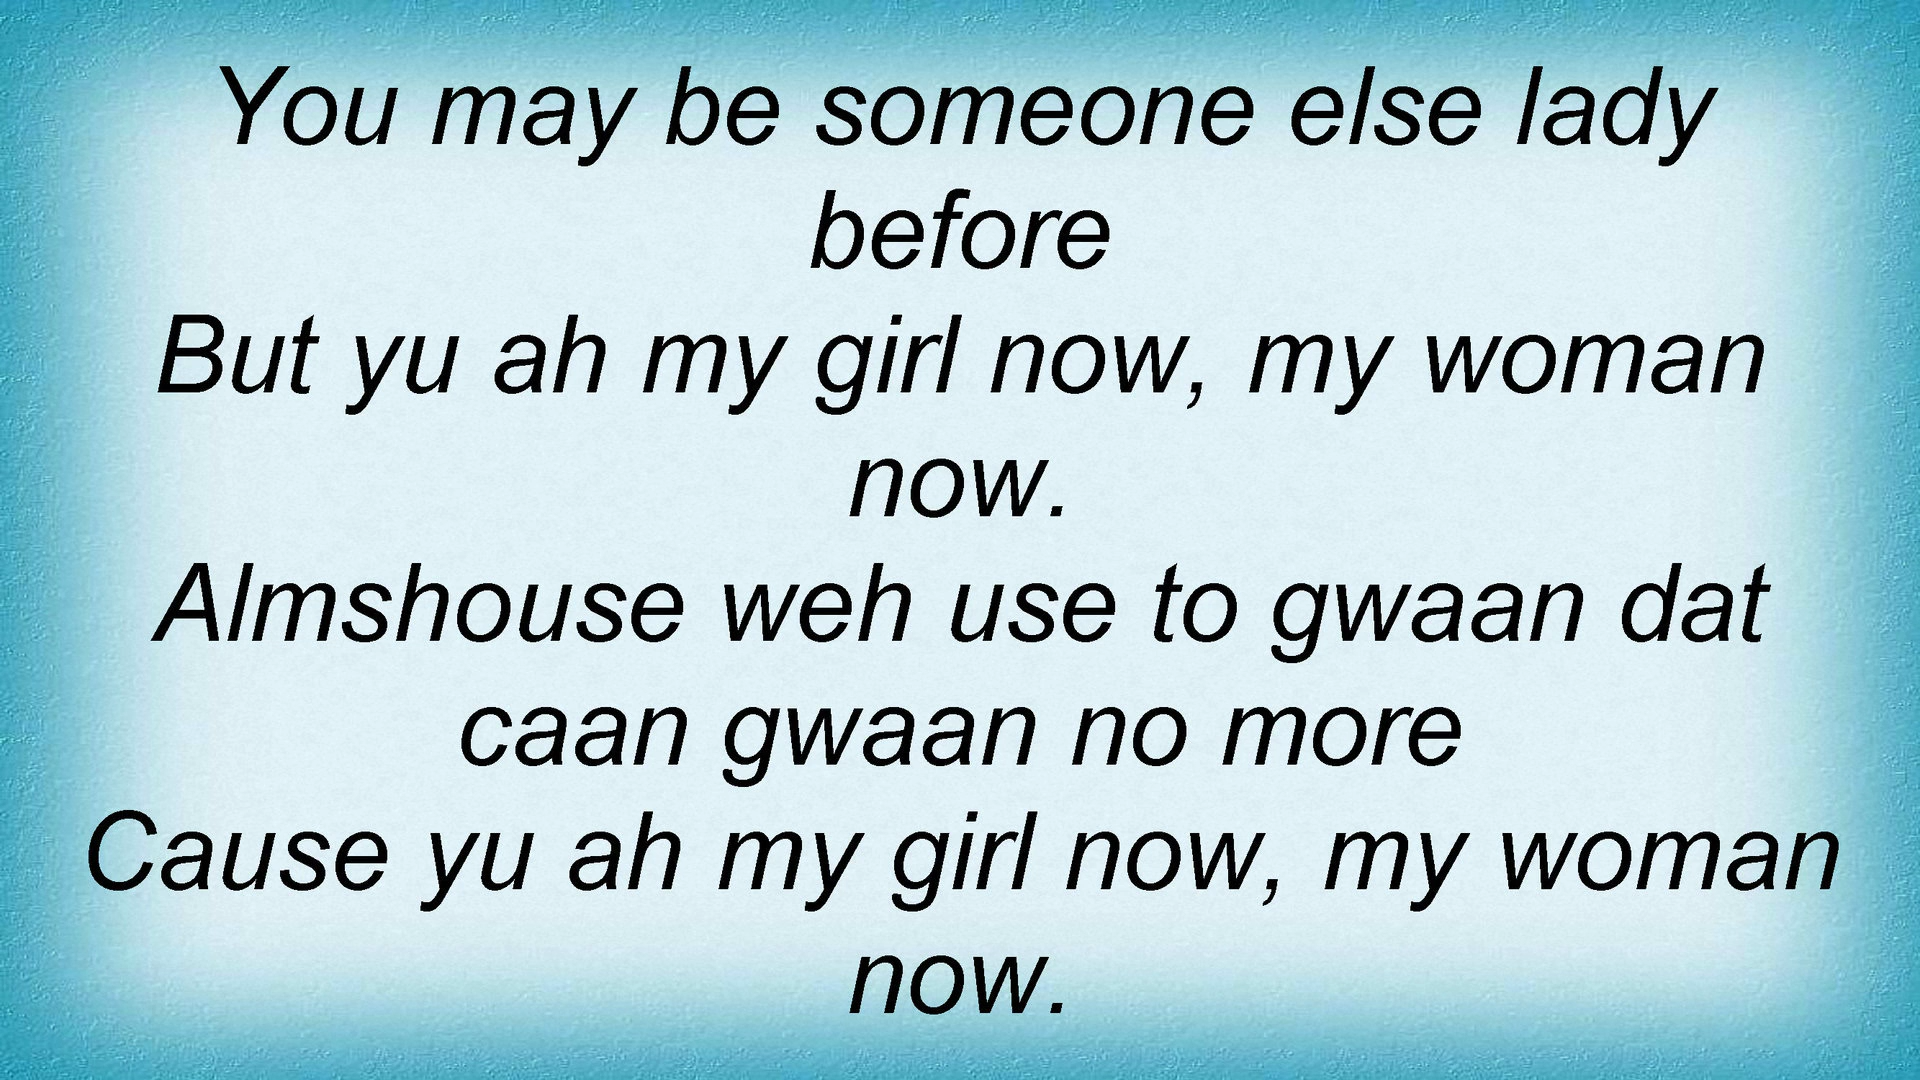 You may be someone else lady
before
But yu ah my girl now, my woman
now.
Almshouse weh use to gwaan dat
caan gwaan no more
Cause yu ah my girl now, my woman
now.